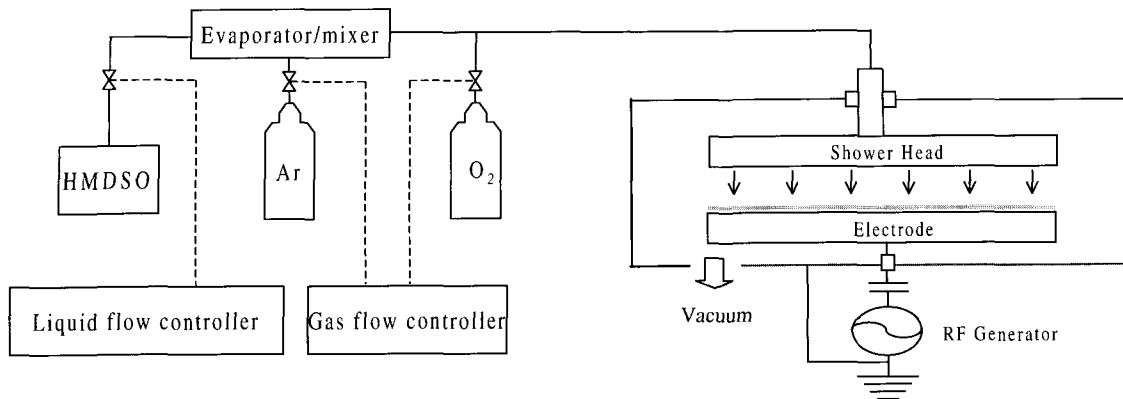 Evaporator/mixer
HMDSO
Ar
O₂
Shower Head
Electrode
Liquid flow controller
Gas flow controller
Vacuum
RF Generator